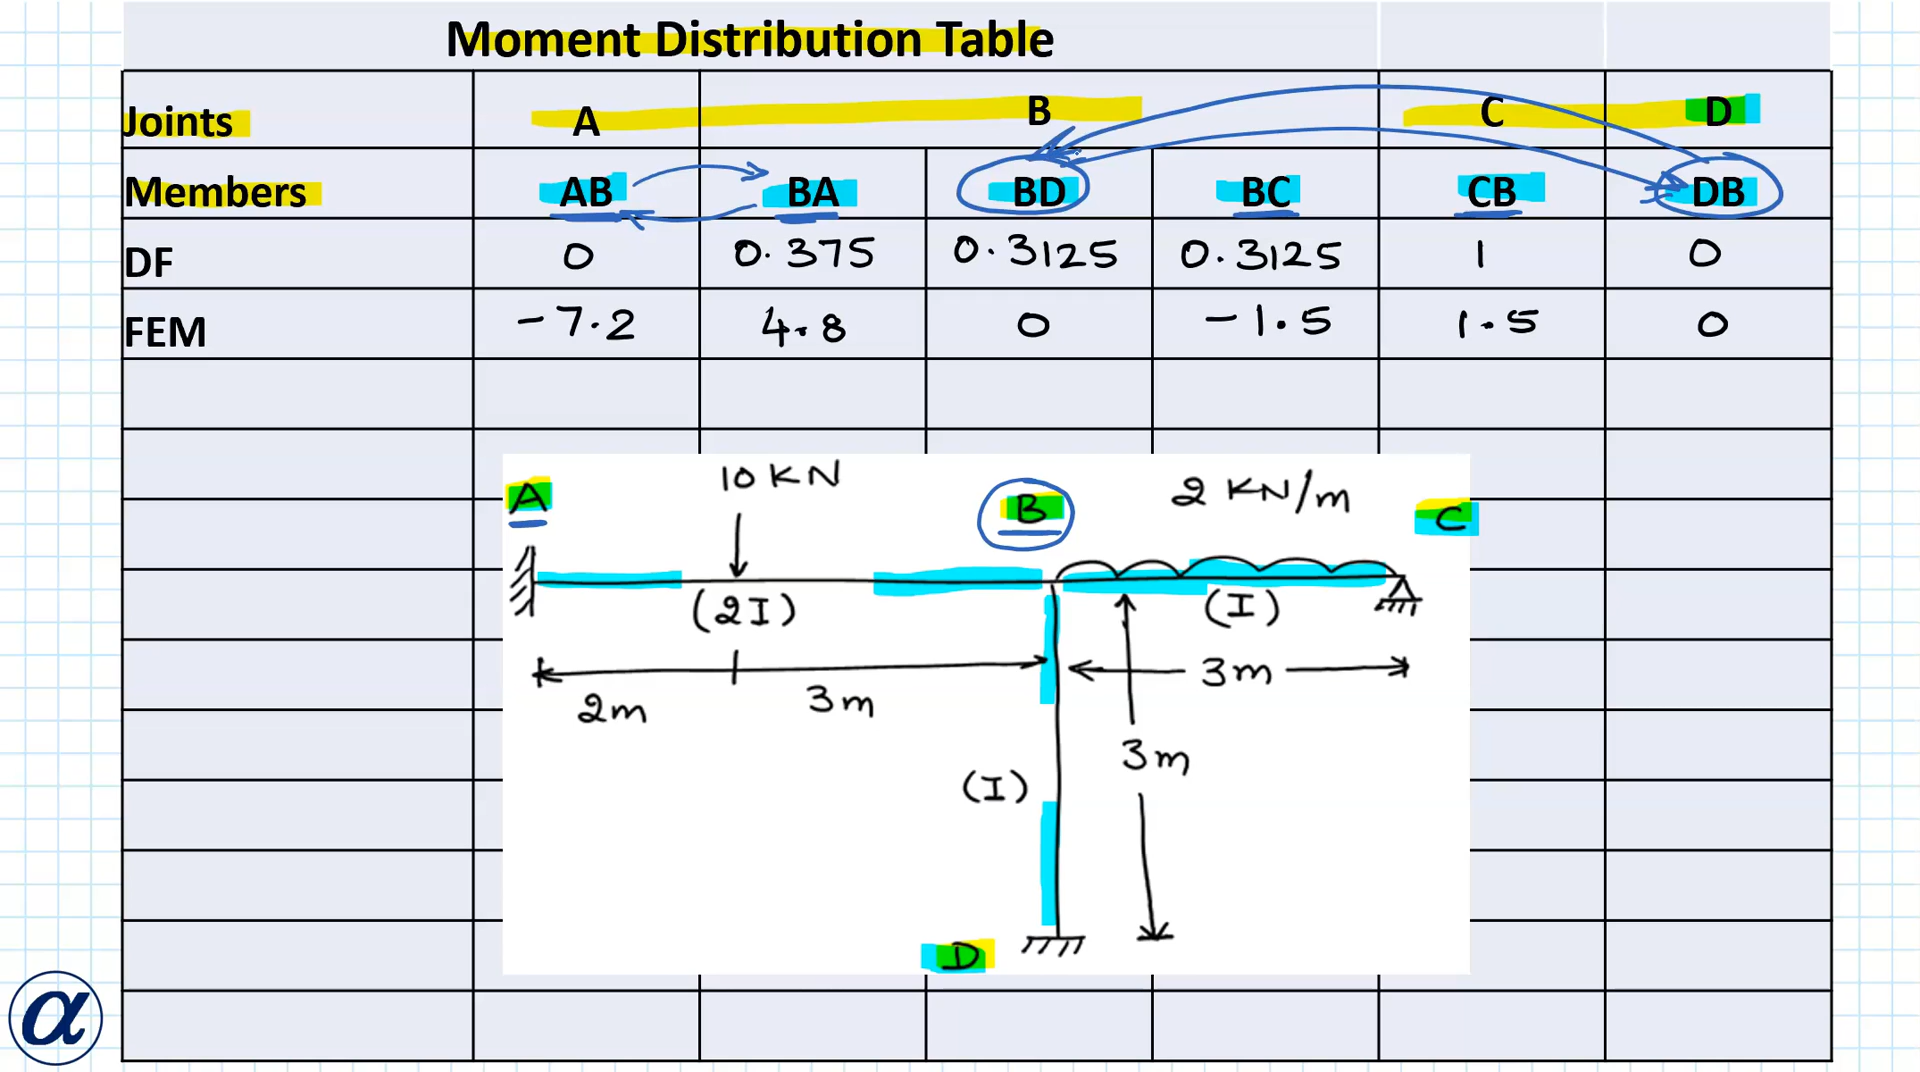 Moment Distribution Table
Joints A B C D
Members AB BA BD BC CB DB
DF 0 0.375 0.3125 0.3125 1 0
FEM -7.2 4.8 0 -1.5 1.5 0
A 10 KN B 2 KN/m C
(2I) (I)
2m 3m 3m
3m
(I)
D
α